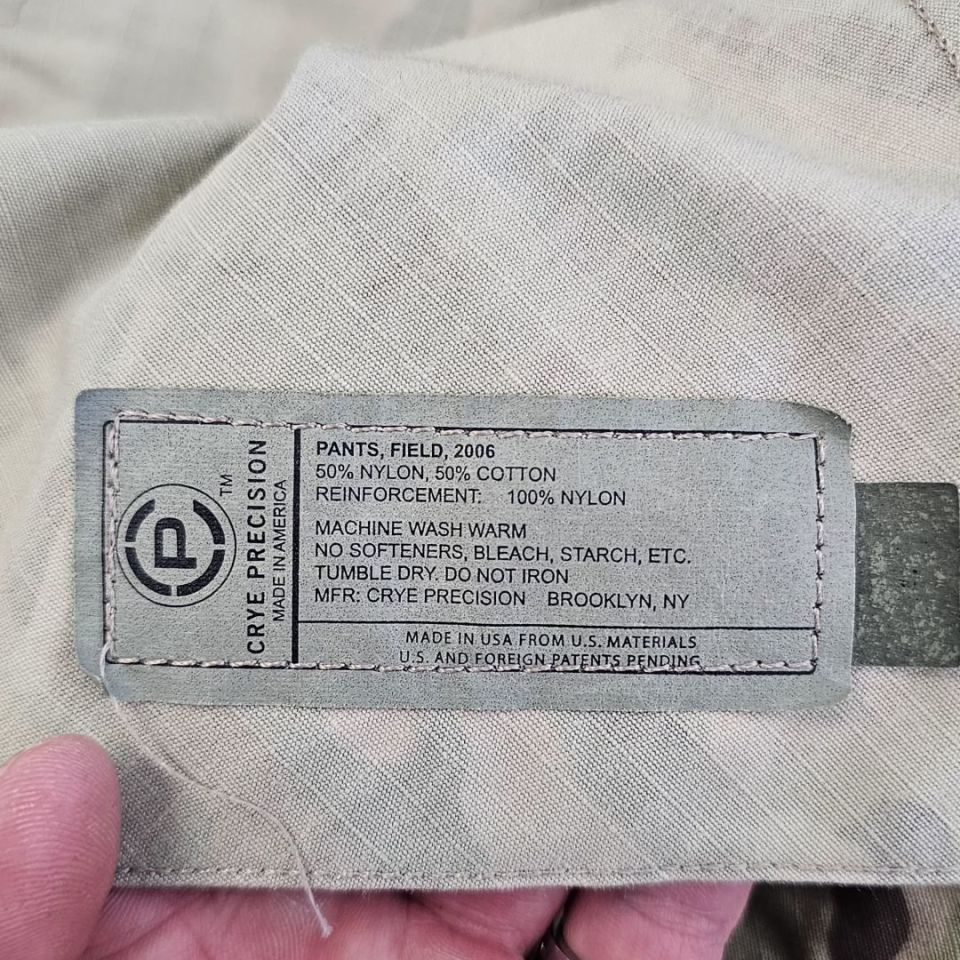 P
TM
CRYE PRECISION
MADE IN AMERICA
PANTS, FIELD, 2006
50% NYLON, 50% COTTON
REINFORCEMENT: 100% NYLON
MACHINE WASH WARM
NO SOFTENERS, BLEACH, STARCH, ETC.
TUMBLE DRY. DO NOT IRON
MFR: CRYE PRECISION BROOKLYN, NY
MADE IN USA FROM U.S. MATERIALS
U.S. AND FOREIGN PATENTS PENDING